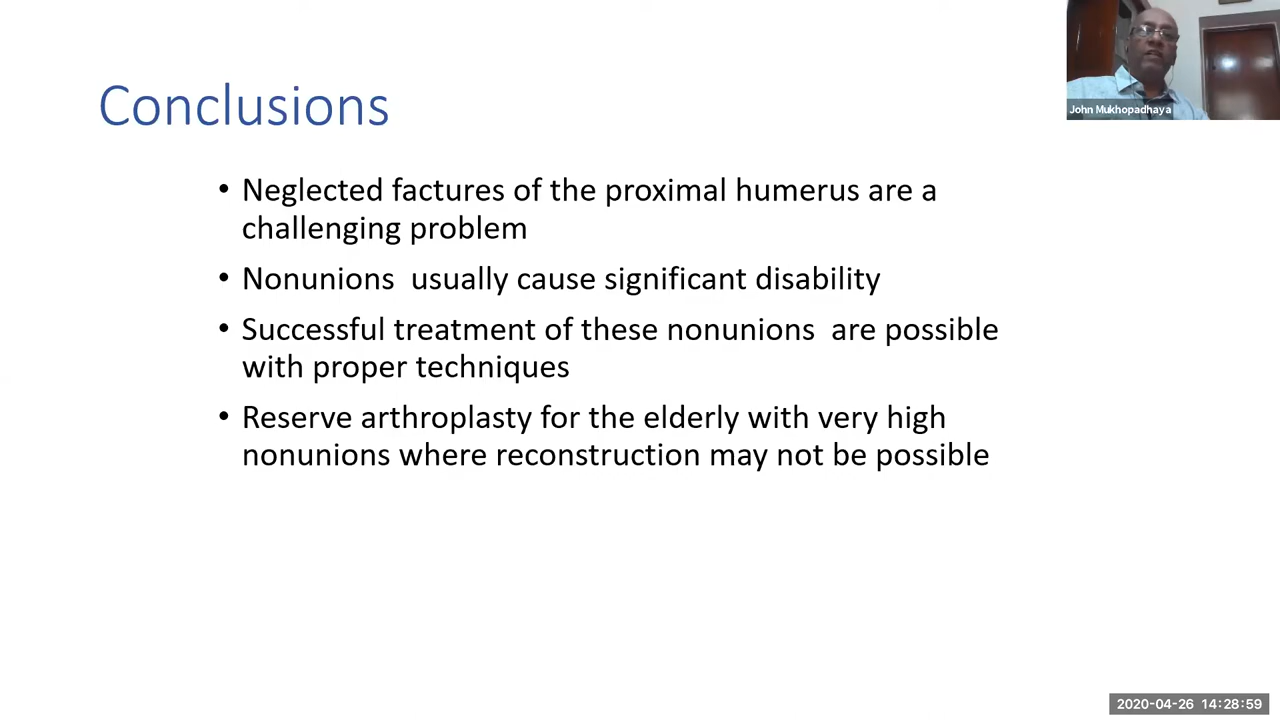 John Mukhopadhaya
Conclusions
• Neglected factures of the proximal humerus are a
challenging problem
• Nonunions  usually cause significant disability
• Successful treatment of these nonunions  are possible
with proper techniques
• Reserve arthroplasty for the elderly with very high
nonunions where reconstruction may not be possible
2020-04-26 14:28:59